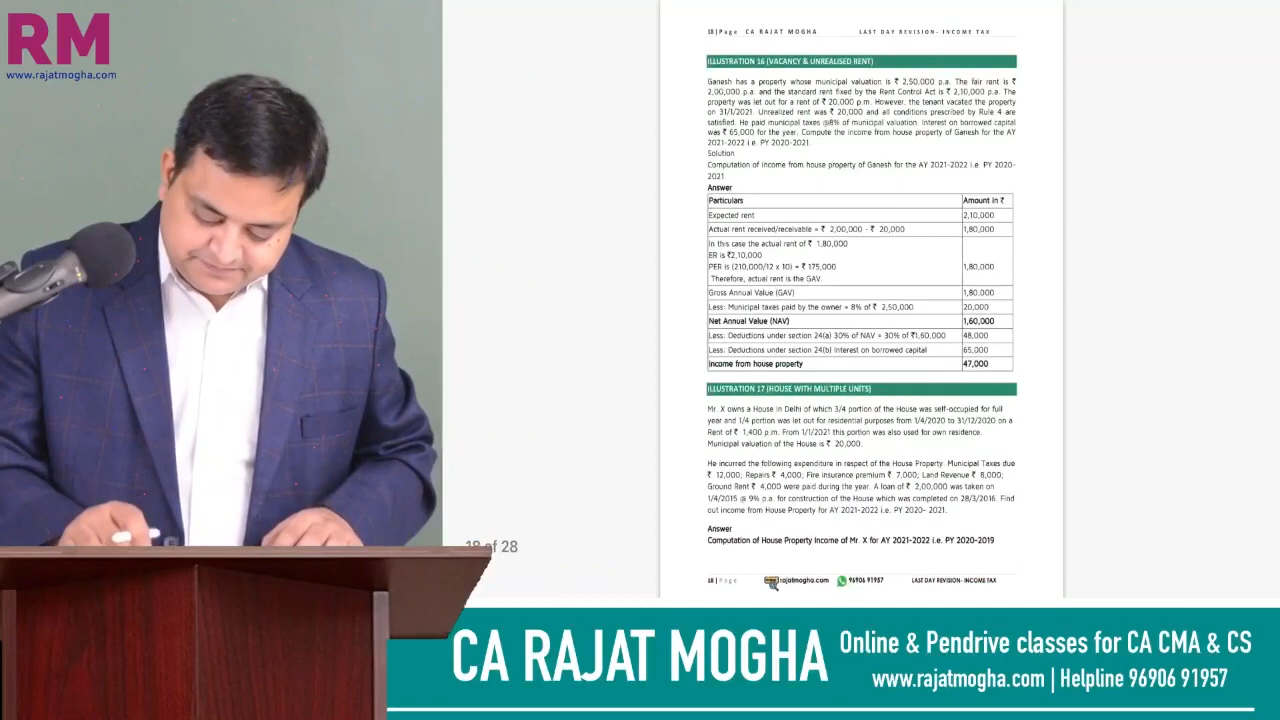 RM
www.rajatmogha.com
18|Page CA RAJAT MOGHA LAST DAY REVISION- INCOME TAX
ILLUSTRATION 16 (VACANCY & UNREALISED RENT)
Ganesh has a property whose municipal valuation is ₹ 2,50,000 p.a. The fair rent is ₹
2,00,000 p.a. and the standard rent fixed by the Rent Control Act is ₹ 2,10,000 p.a. The
property was let out for a rent of ₹ 20,000 p.m. However, the tenant vacated the property
on 31/1/2021. Unrealized rent was ₹ 20,000 and all conditions prescribed by Rule 4 are
satisfied. He paid municipal taxes @8% of municipal valuation. Interest on borrowed capital
was ₹ 65,000 for the year. Compute the income from house property of Ganesh for the AY
2021-2022 i.e. PY 2020-2021.
Solution
Computation of income from house property of Ganesh for the AY 2021-2022 i.e. PY 2020-
2021
Answer
Particulars Amount in ₹
Expected rent 2,10,000
Actual rent received/receivable = ₹ 2,00,000 - ₹ 20,000 1,80,000
In this case the actual rent of ₹ 1,80,000
ER is ₹2,10,000
PER is (210,000/12 x 10) = ₹ 175,000 1,80,000
Therefore, actual rent is the GAV.
Gross Annual Value (GAV) 1,80,000
Less: Municipal taxes paid by the owner = 8% of ₹ 2,50,000 20,000
Net Annual Value (NAV) 1,60,000
Less: Deductions under section 24(a) 30% of NAV = 30% of ₹1,60,000 48,000
Less: Deductions under section 24(b) Interest on borrowed capital 65,000
Income from house property 47,000
ILLUSTRATION 17 (HOUSE WITH MULTIPLE UNITS)
Mr. X owns a House in Delhi of which 3/4 portion of the House was self-occupied for full
year and 1/4 portion was let out for residential purposes from 1/4/2020 to 31/12/2020 on a
Rent of ₹ 1,400 p.m. From 1/1/2021 this portion was also used for own residence.
Municipal valuation of the House is ₹ 20,000.
He incurred the following expenditure in respect of the House Property. Municipal Taxes due
₹ 12,000; Repairs ₹ 4,000; Fire insurance premium ₹ 7,000; Land Revenue ₹ 8,000;
Ground Rent ₹ 4,000 were paid during the year. A loan of ₹ 2,00,000 was taken on
1/4/2015 @ 9% p.a. for construction of the House which was completed on 28/3/2016. Find
out income from House Property for AY 2021-2022 i.e. PY 2020- 2021.
Answer
Computation of House Property Income of Mr. X for AY 2021-2022 i.e. PY 2020-2019
18 | Page rajatmogha.com 96906 91957 LAST DAY REVISION- INCOME TAX
18 of 28
CA RAJAT MOGHA
Online & Pendrive classes for CA CMA & CS
www.rajatmogha.com | Helpline 96906 91957